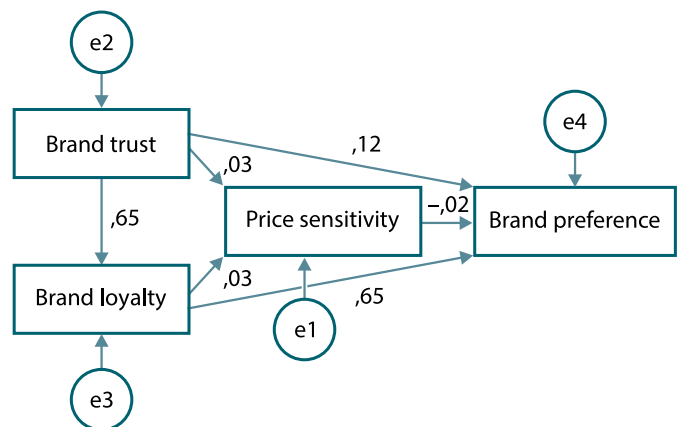 e2
Brand trust
e4
,12
,03
Price sensitivity
–,02
Brand preference
,65
Brand loyalty
,03
,65
e1
e3